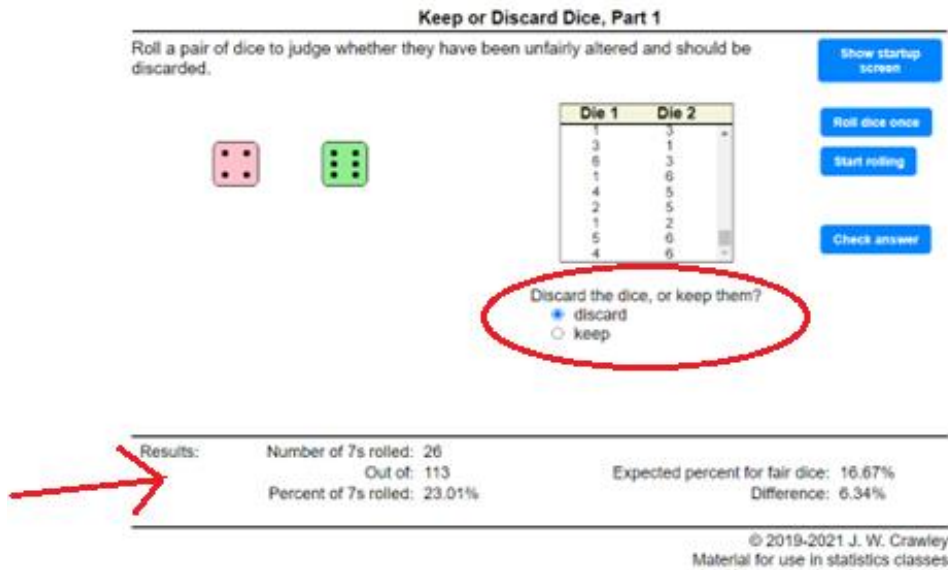 Keep or Discard Dice, Part 1
Roll a pair of dice to judge whether they have been unfairly altered and should be
discarded.
Show startup
screen
Die 1 Die 2
1 3
3 1
6 3
1 6
4 5
2 5
1 2
5 6
4 6
Roll dice once
Start rolling
Check answer
Discard the dice, or keep them?
discard
keep
Results:
Number of 7s rolled: 26
Out of: 113
Percent of 7s rolled: 23.01%
Expected percent for fair dice: 16.67%
Difference: 6.34%
© 2019-2021 J. W. Crawley
Material for use in statistics classes